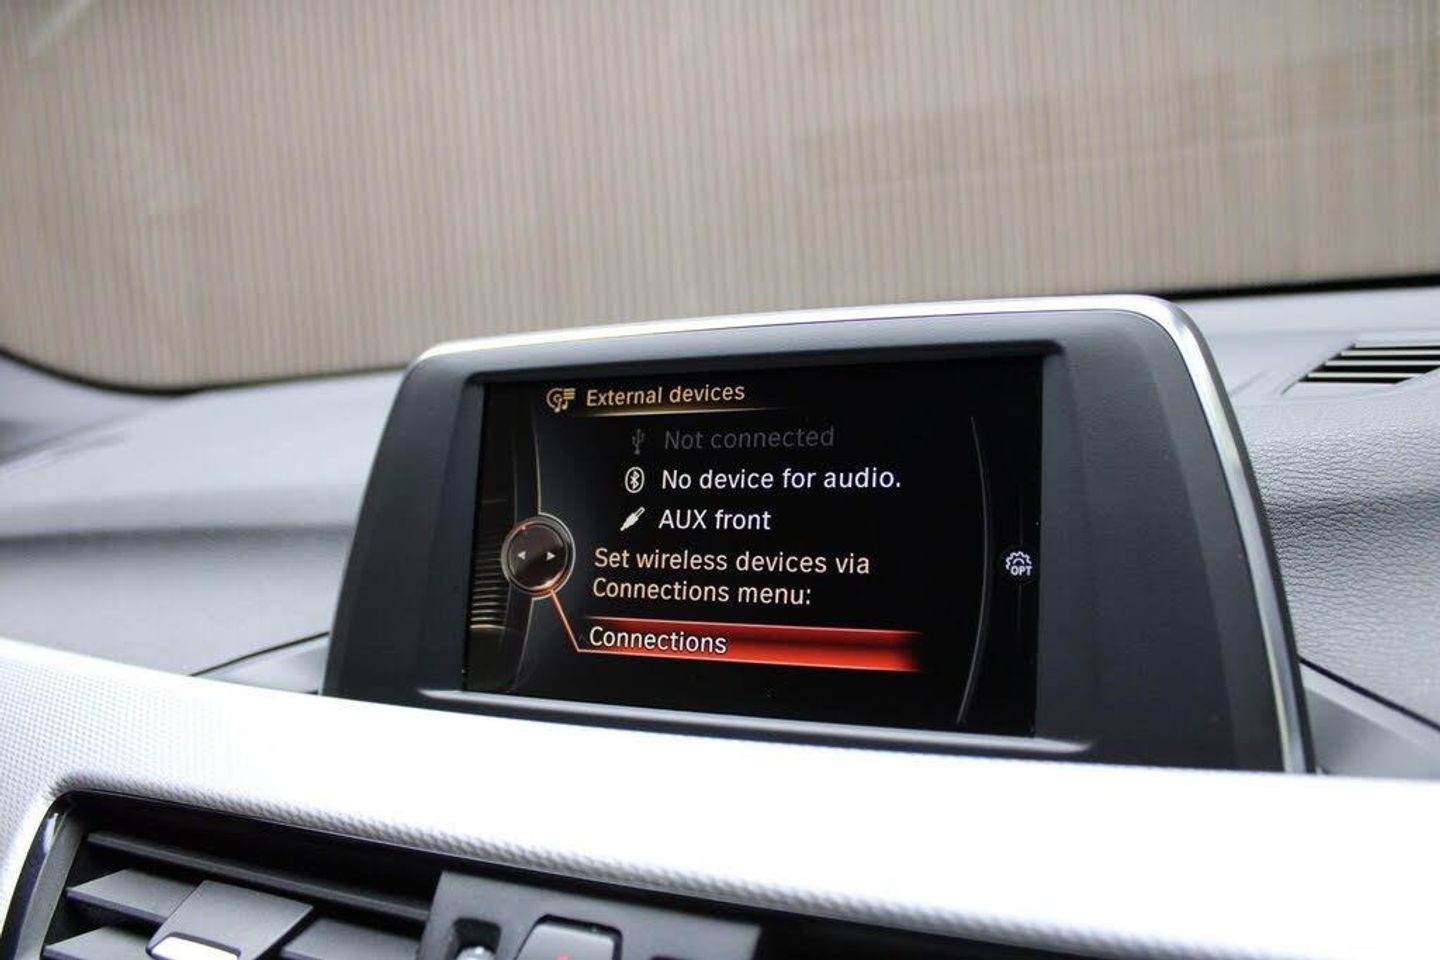 External devices
Not connected
No device for audio.
AUX front
Set wireless devices via
Connections menu:
OPT
Connections